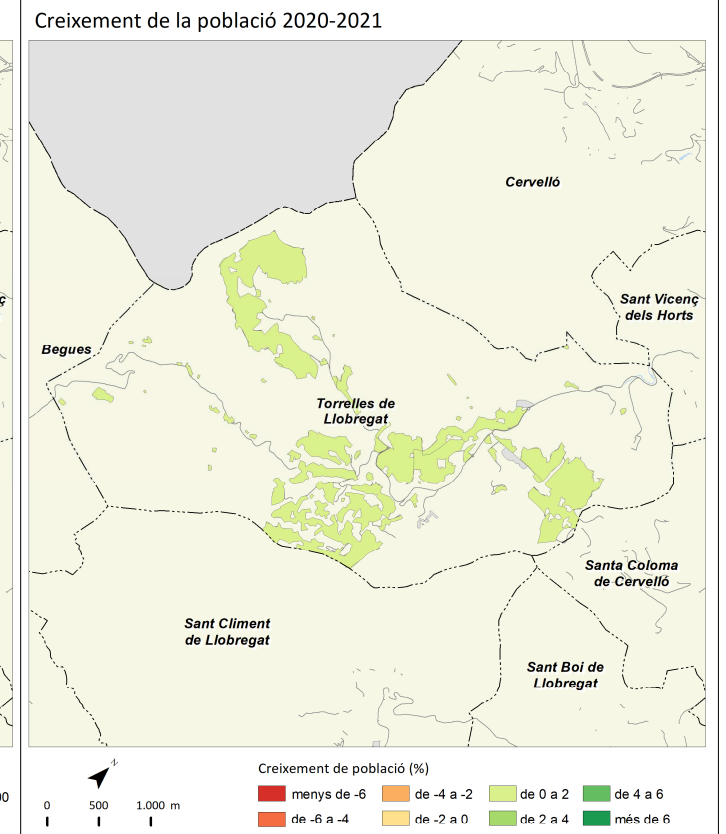 Creixement de la població 2020-2021
Cervelló
Sant Vicenç
dels Horts
ç
Begues
Torrelles de
Llobregat
Santa Coloma
de Cervelló
Sant Climent
de Llobregat
Sant Boi de
Llobregat
N
Creixement de població (%)
00
0 500 1.000 m
menys de -6 de -4 a -2 de 0 a 2 de 4 a 6
de -6 a -4 de -2 a 0 de 2 a 4 més de 6